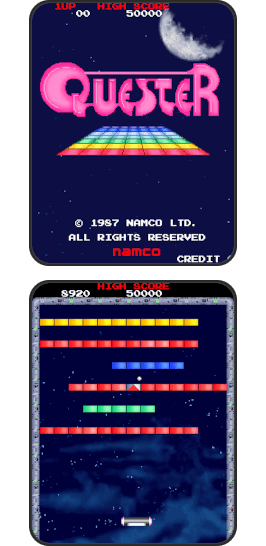 1UP HIGH SCORE
00 50000
QUESTER
© 1987 NAMCO LTD.
ALL RIGHTS RESERVED
namco
CREDIT
HIGH SCORE
8920 50000